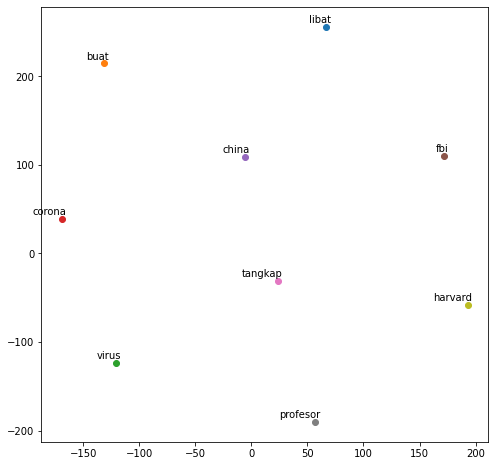 libat
buat
200
china
fbi
100
corona
0
tangkap
harvard
−100
virus
profesor
−200
−150
−100
−50
0
50
100
150
200